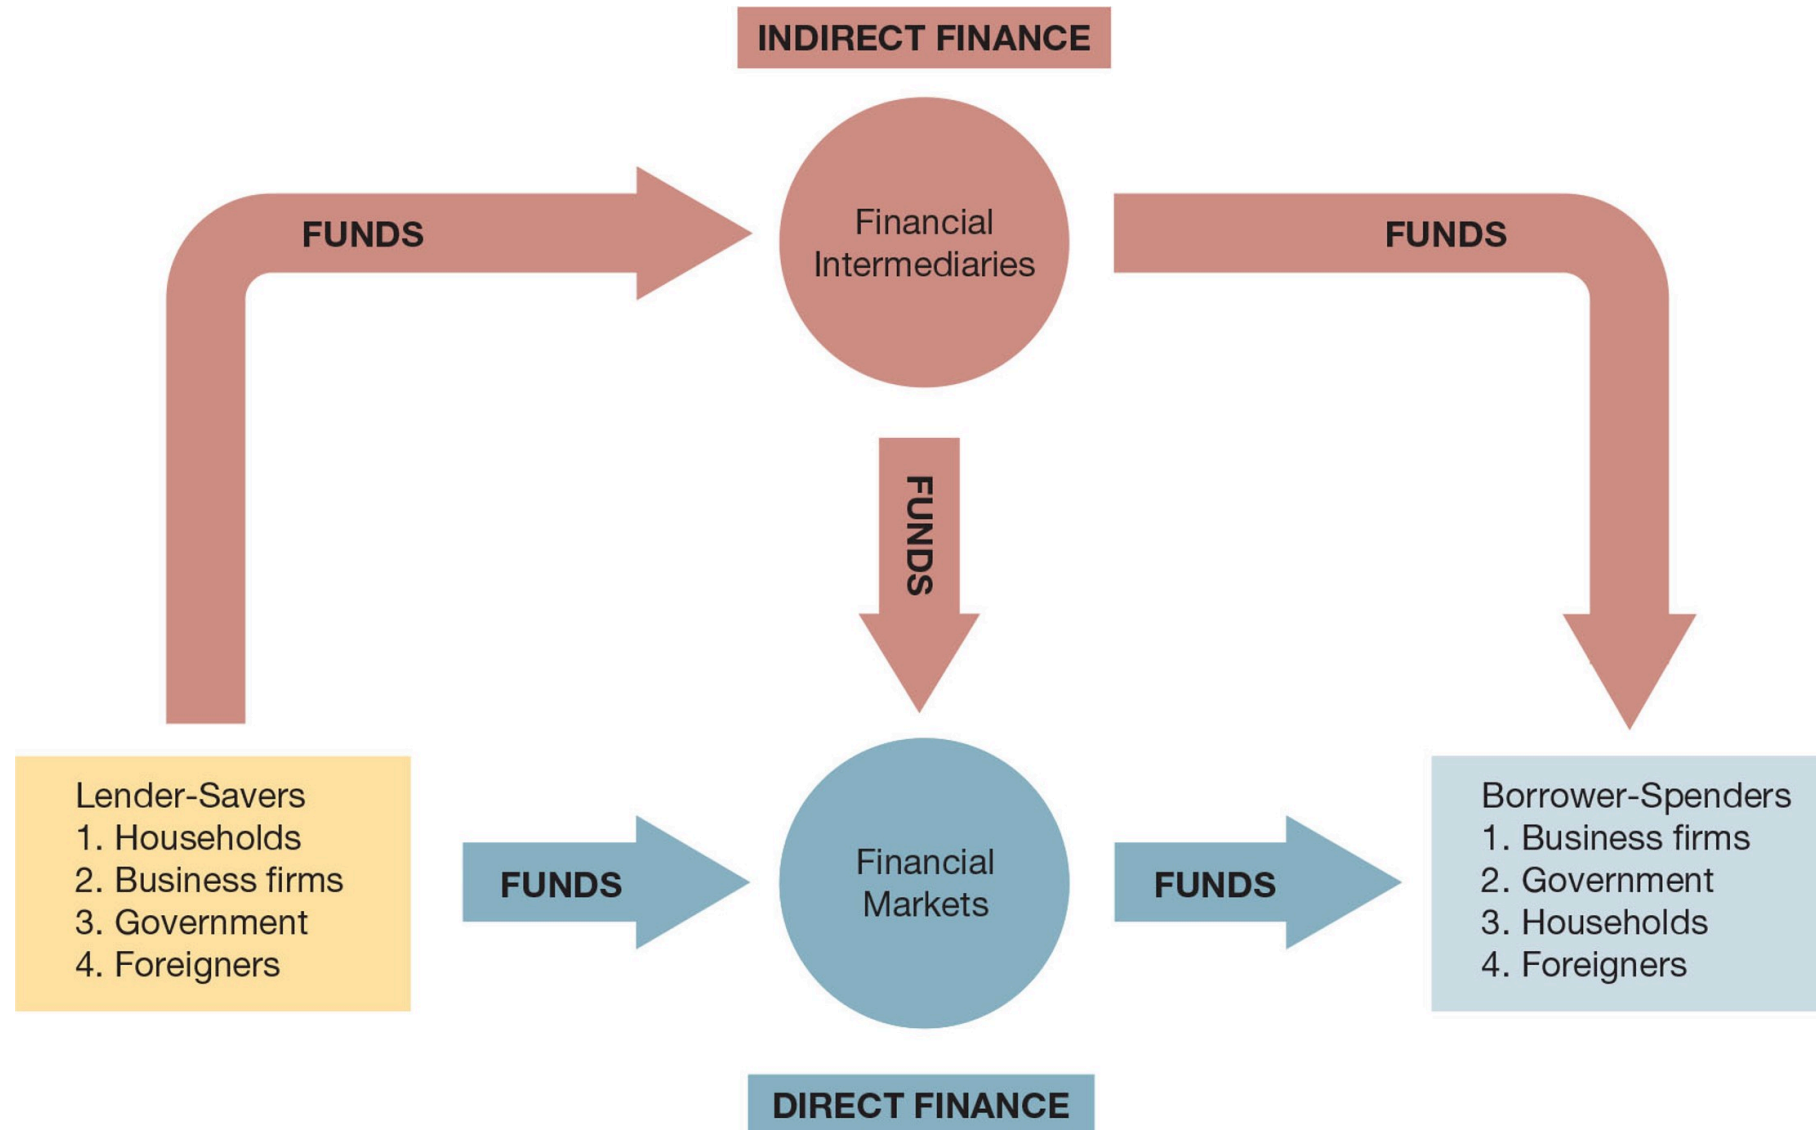 INDIRECT FINANCE
Financial
Intermediaries
FUNDS
FUNDS
FUNDS
Lender-Savers
1. Households
2. Business firms
3. Government
4. Foreigners
FUNDS
Financial
Markets
FUNDS
Borrower-Spenders
1. Business firms
2. Government
3. Households
4. Foreigners
DIRECT FINANCE